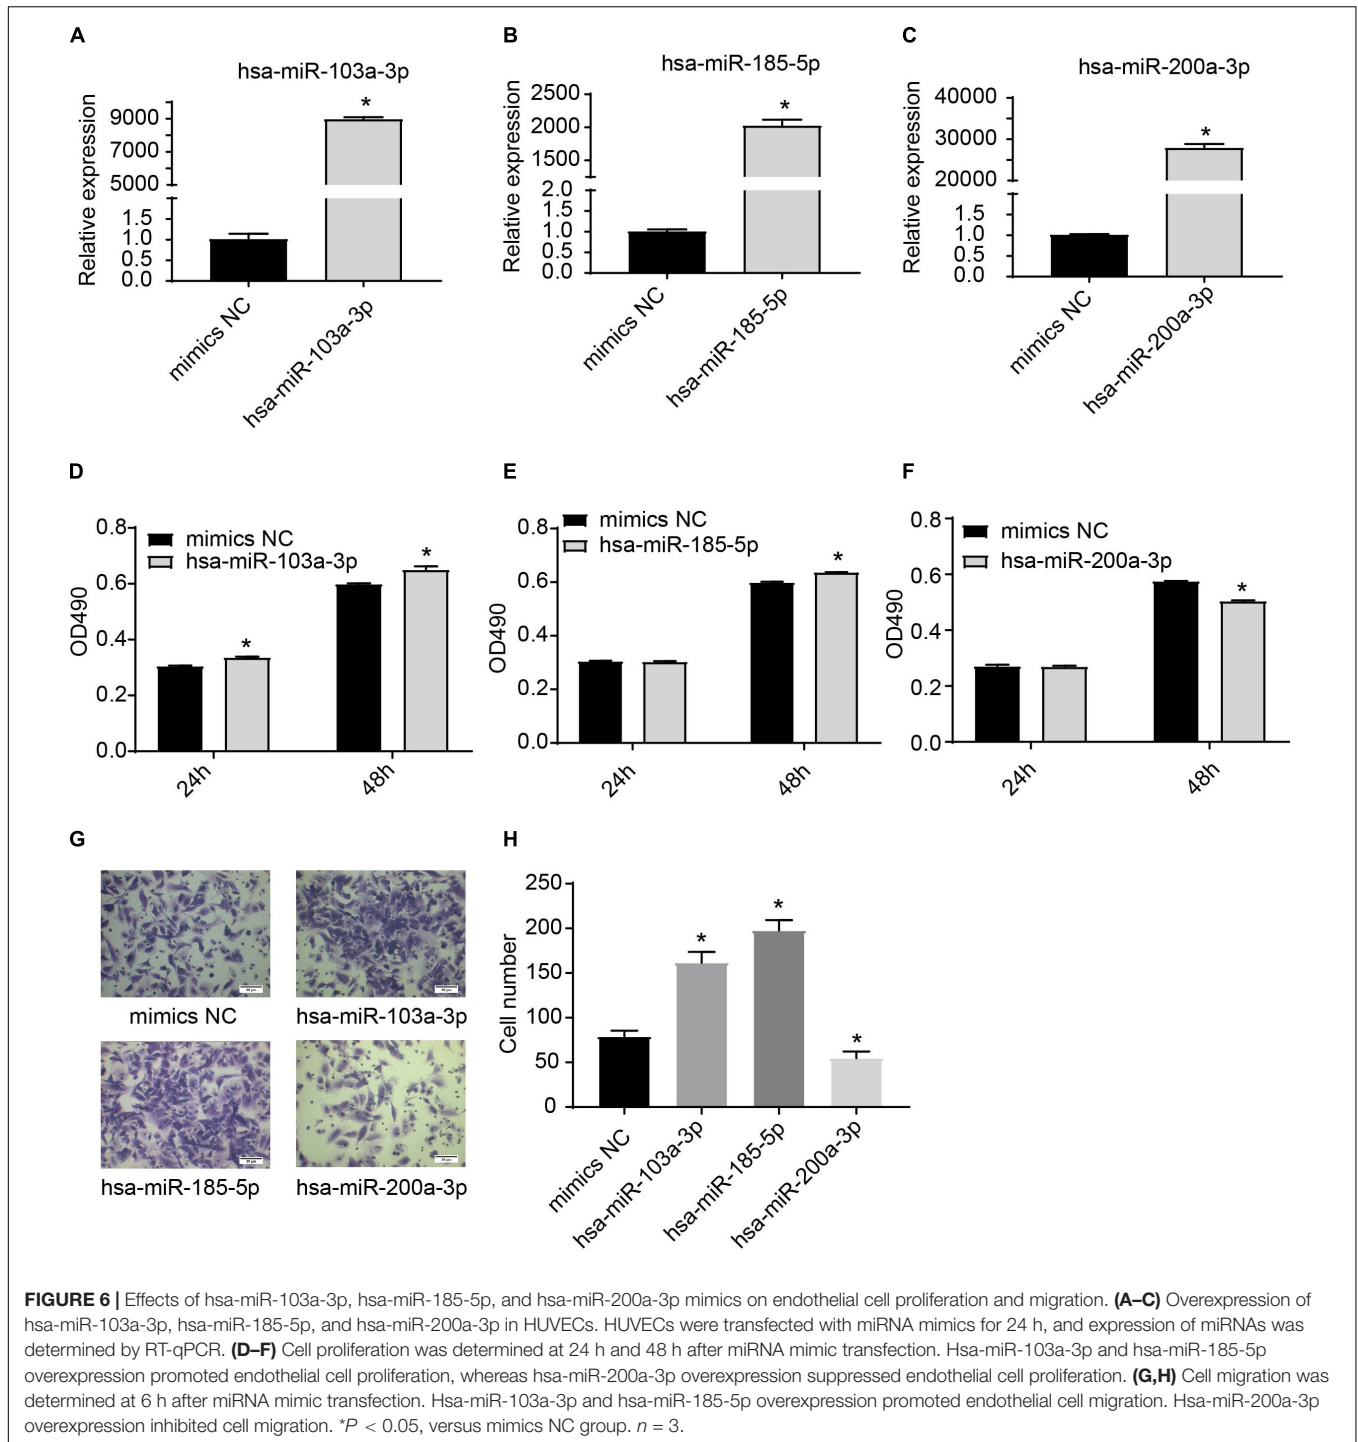 A
hsa-miR-103a-3p
Relative expression
9000
7000
5000
1.5
1.0
0.5
0.0
*
mimics NC
hsa-miR-103a-3p
B
hsa-miR-185-5p
Relative expression
2500
2000
1500
2.0
1.5
1.0
0.5
0.0
*
mimics NC
hsa-miR-185-5p
C
hsa-miR-200a-3p
Relative expression
40000
30000
20000
1.5
1.0
0.5
0.0
*
mimics NC
hsa-miR-200a-3p
D
OD490
0.8
0.6
0.4
0.2
0.0
mimics NC
hsa-miR-103a-3p
*
*
24h
48h
E
OD490
0.8
0.6
0.4
0.2
0.0
mimics NC
hsa-miR-185-5p
*
24h
48h
F
OD490
0.8
0.6
0.4
0.2
0.0
mimics NC
hsa-miR-200a-3p
*
24h
48h
G
mimics NC
hsa-miR-103a-3p
hsa-miR-185-5p
hsa-miR-200a-3p
H
Cell number
250
200
150
100
50
0
*
*
*
mimics NC
hsa-miR-103a-3p
hsa-miR-185-5p
hsa-miR-200a-3p
FIGURE 6 | Effects of hsa-miR-103a-3p, hsa-miR-185-5p, and hsa-miR-200a-3p mimics on endothelial cell proliferation and migration. (A–C) Overexpression of
hsa-miR-103a-3p, hsa-miR-185-5p, and hsa-miR-200a-3p in HUVECs. HUVECs were transfected with miRNA mimics for 24 h, and expression of miRNAs was
determined by RT-qPCR. (D–F) Cell proliferation was determined at 24 h and 48 h after miRNA mimic transfection. Hsa-miR-103a-3p and hsa-miR-185-5p
overexpression promoted endothelial cell proliferation, whereas hsa-miR-200a-3p overexpression suppressed endothelial cell proliferation. (G,H) Cell migration was
determined at 6 h after miRNA mimic transfection. Hsa-miR-103a-3p and hsa-miR-185-5p overexpression promoted endothelial cell migration. Hsa-miR-200a-3p
overexpression inhibited cell migration. *P < 0.05, versus mimics NC group. n = 3.